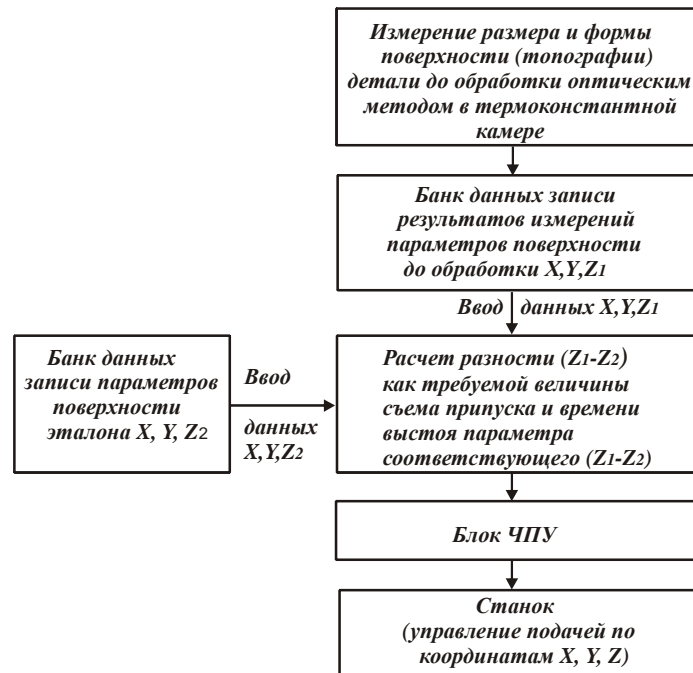 Измерение размера и формы
поверхности (топографии)
детали до обработки оптическим
методом в термоконстантной
камере
Банк данных записи
результатов измерений
параметров поверхности
до обработки X,Y,Z1
Ввод данных X,Y,Z1
Банк данных
записи параметров
поверхности
эталона X, Y, Z2
Ввод
данных
X,Y,Z2
Расчет разности (Z1-Z2)
как требуемой величины
съема припуска и времени
выстоя параметра
соответствующего (Z1-Z2)
Блок ЧПУ
Станок
(управление подачей по
координатам X, Y, Z)